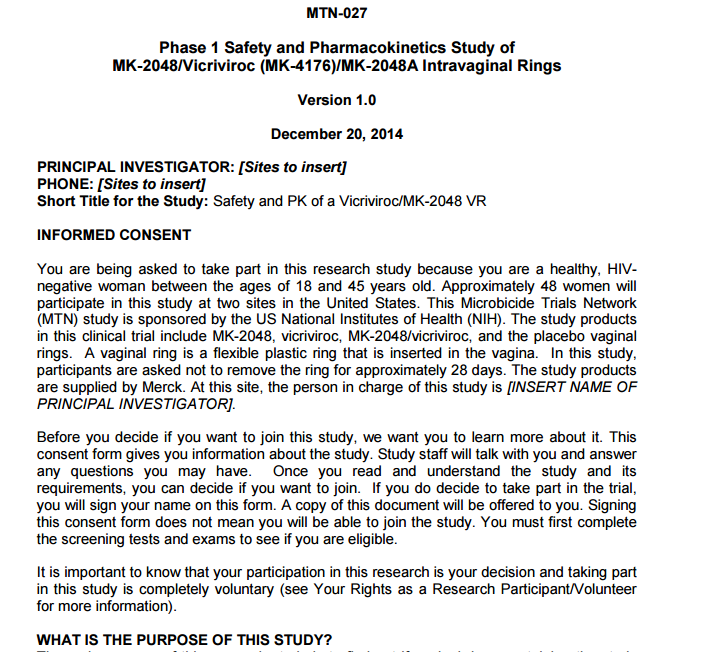 MTN-027
Phase 1 Safety and Pharmacokinetics Study of
MK-2048/Vicriviroc (MK-4176)/MK-2048A Intravaginal Rings
Version 1.0
December 20, 2014
PRINCIPAL INVESTIGATOR: [Sites to insert]
PHONE: [Sites to insert]
Short Title for the Study: Safety and PK of a Vicriviroc/MK-2048 VR
INFORMED CONSENT
You are being asked to take part in this research study because you are a healthy, HIV-
negative woman between the ages of 18 and 45 years old. Approximately 48 women will
participate in this study at two sites in the United States. This Microbicide Trials Network
(MTN) study is sponsored by the US National Institutes of Health (NIH). The study products
in this clinical trial include MK-2048, vicriviroc, MK-2048/vicriviroc, and the placebo vaginal
rings. A vaginal ring is a flexible plastic ring that is inserted in the vagina. In this study,
participants are asked not to remove the ring for approximately 28 days. The study products
are supplied by Merck. At this site, the person in charge of this study is [INSERT NAME OF
PRINCIPAL INVESTIGATOR].
Before you decide if you want to join this study, we want you to learn more about it. This
consent form gives you information about the study. Study staff will talk with you and answer
any questions you may have. Once you read and understand the study and its
requirements, you can decide if you want to join. If you do decide to take part in the trial,
you will sign your name on this form. A copy of this document will be offered to you. Signing
this consent form does not mean you will be able to join the study. You must first complete
the screening tests and exams to see if you are eligible.
It is important to know that your participation in this research is your decision and taking part
in this study is completely voluntary (see Your Rights as a Research Participant/Volunteer
for more information).
WHAT IS THE PURPOSE OF THIS STUDY?